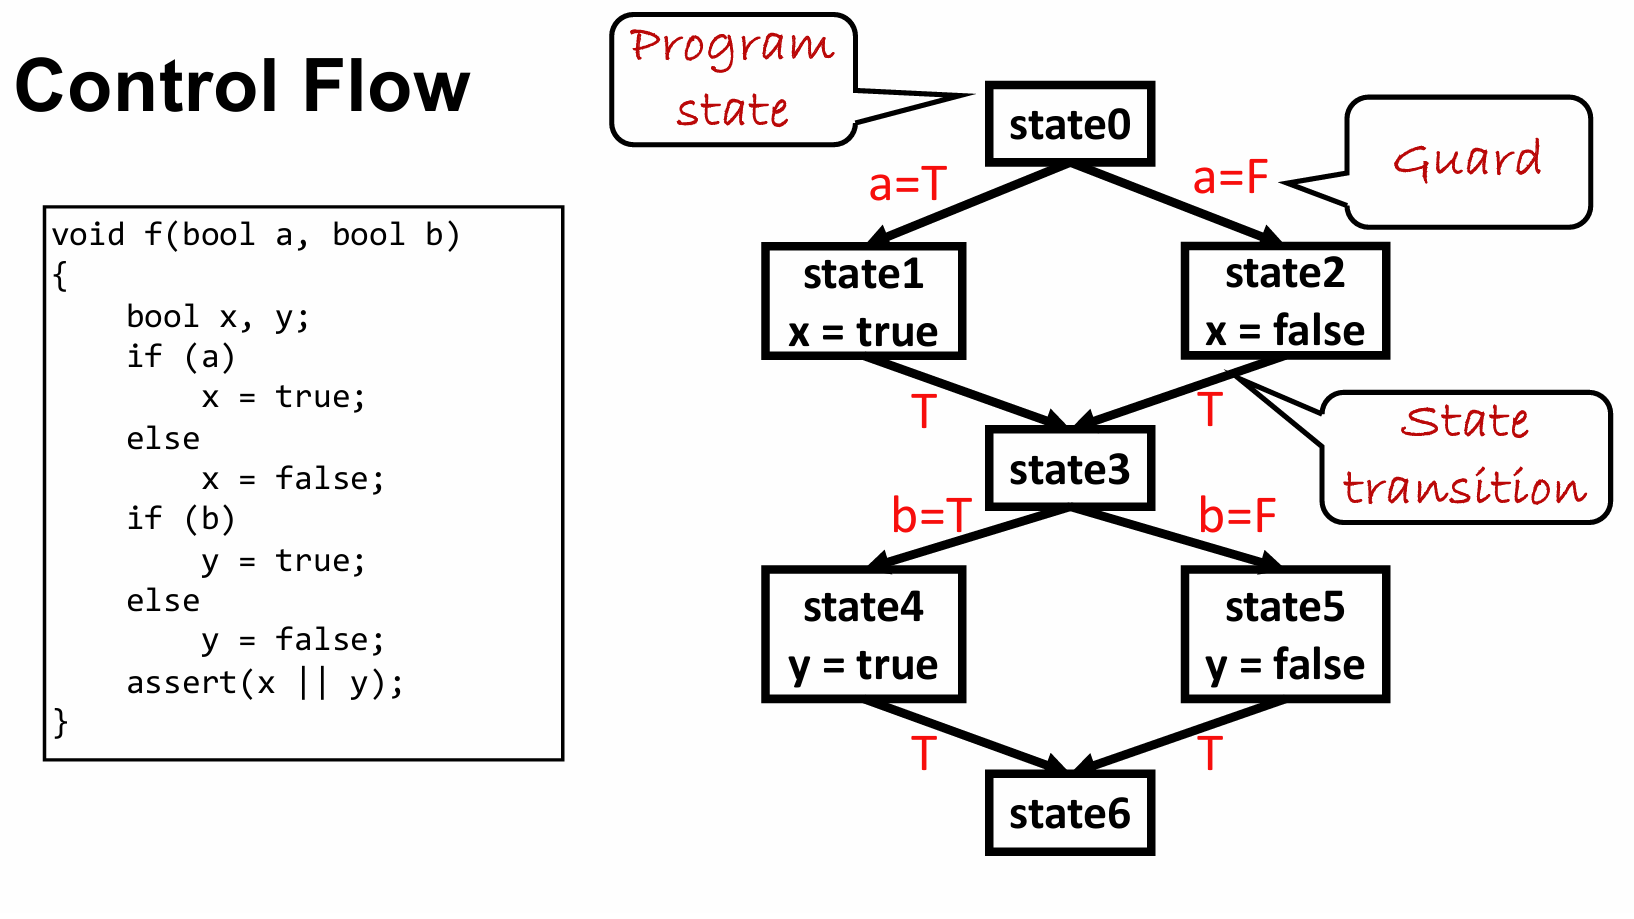 Control Flow
void f(bool a, bool b)
{
bool x, y;
if (a)
x = true;
else
x = false;
if (b)
y = true;
else
y = false;
assert(x || y);
}
Program
state
state0
Guard
a=T
a=F
state1
x = true
state2
x = false
T
T
State
transition
state3
b=T
b=F
state4
y = true
state5
y = false
T
T
state6